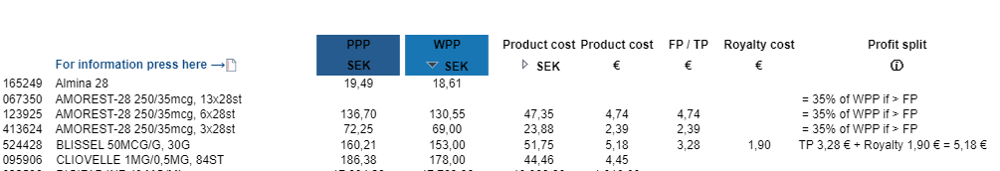 PPP WPP Product cost Product cost FP / TP Royalty cost Profit split
For information press here → SEK SEK SEK € € €
165249 Almina 28 19,49 18,61
067350 AMOREST-28 250/35mcg, 13x28st = 35% of WPP if > FP
123925 AMOREST-28 250/35mcg, 6x28st 136,70 130,55 47,35 4,74 4,74 = 35% of WPP if > FP
413624 AMOREST-28 250/35mcg, 3x28st 72,25 69,00 23,88 2,39 2,39 = 35% of WPP if > FP
524428 BLISSEL 50MCG/G, 30G 160,21 153,00 51,75 5,18 3,28 1,90 TP 3,28 € + Royalty 1,90 € = 5,18 €
095906 CLIOVELLE 1MG/0,5MG, 84ST 186,38 178,00 44,46 4,45